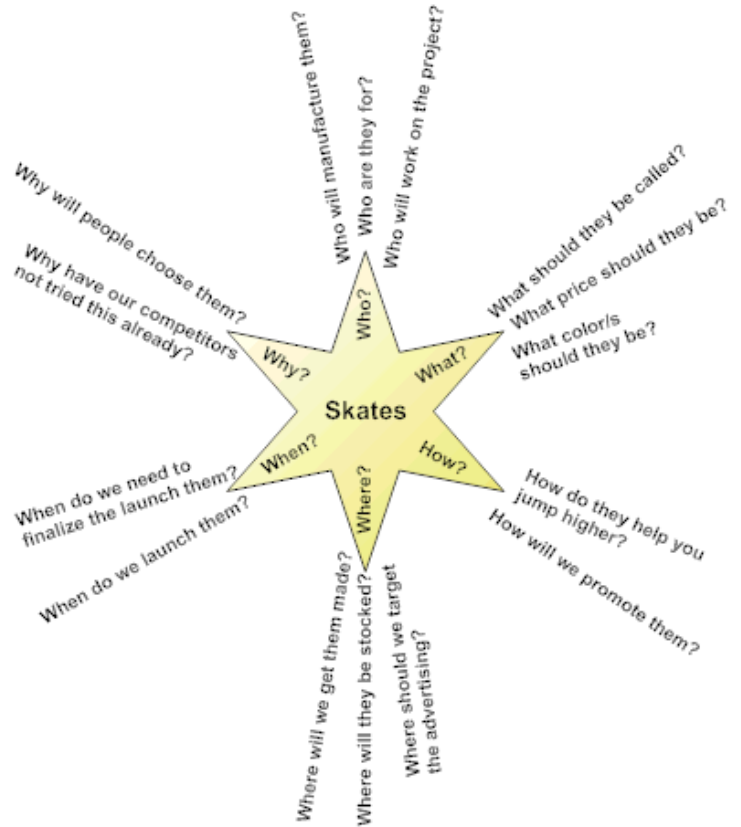 Who will manufacture them?
Who are they for?
Who will work on the project?
Who?
What should they be called?
What price should they be?
What color/s
should they be?
What?
How do they help you
jump higher?
How will we promote them?
How?
Where should we target
the advertising?
Where will they be stocked?
Where will we get them made?
Where?
When do we need to
finalize the launch them?
When do we launch them?
When?
Why will people choose them?
Why have our competitors
not tried this already?
Why?
Skates